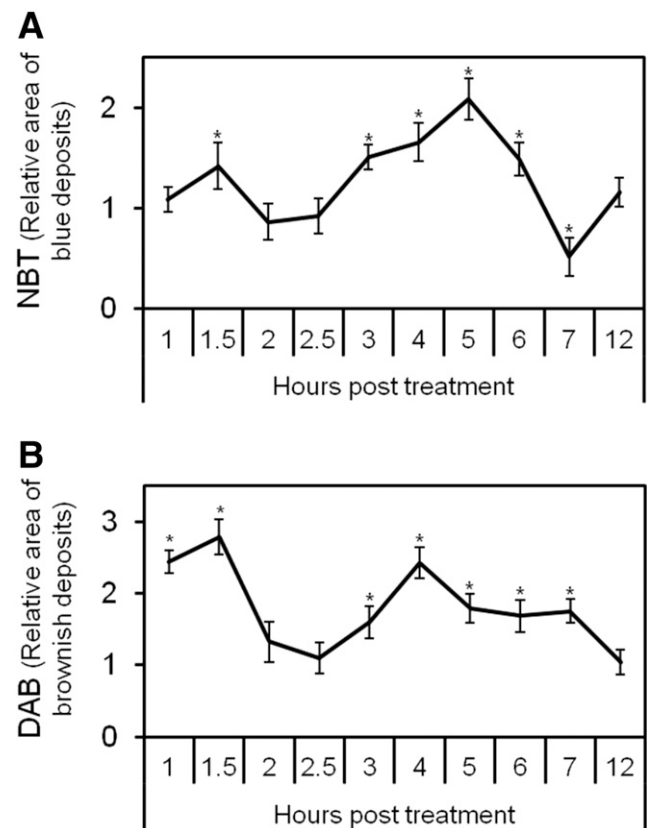 A
NBT (Relative area of
blue deposits)
2
1
0
*
*
*
*
*
*
1 1.5 2 2.5 3 4 5 6 7 12
Hours post treatment
B
DAB (Relative area of
brownish deposits)
3
2
1
0
*
*
*
*
*
*
*
1 1.5 2 2.5 3 4 5 6 7 12
Hours post treatment